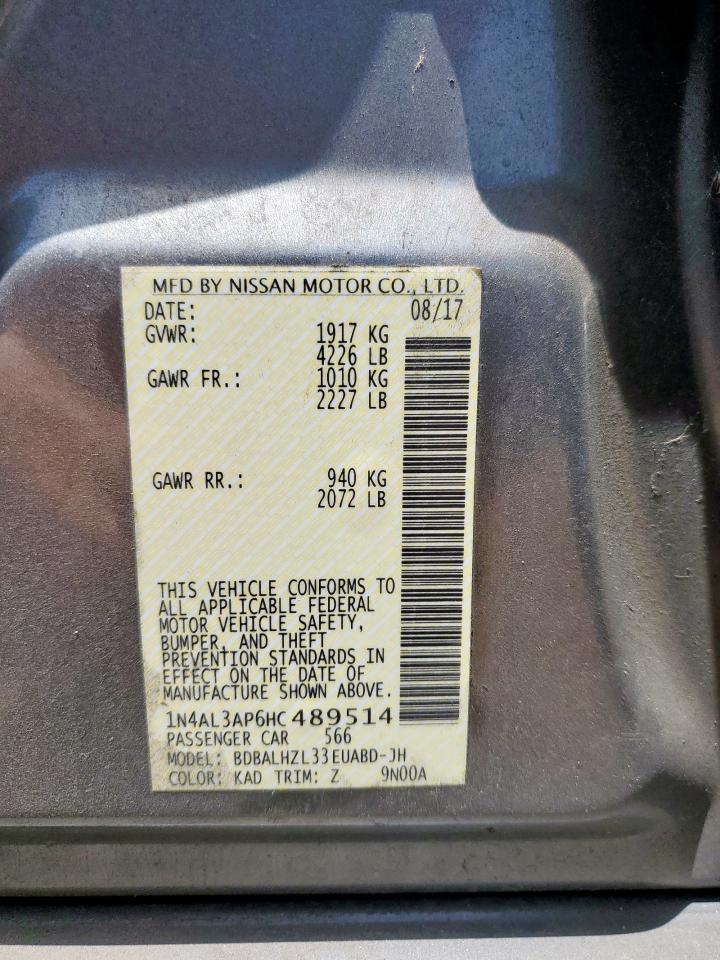 MFD BY NISSAN MOTOR CO., LTD.
DATE: 08/17
GVWR: 1917 KG
4226 LB
GAWR FR.: 1010 KG
2227 LB
GAWR RR.: 940 KG
2072 LB
THIS VEHICLE CONFORMS TO
ALL APPLICABLE FEDERAL
MOTOR VEHICLE SAFETY,
BUMPER, AND THEFT
PREVENTION STANDARDS IN
EFFECT ON THE DATE OF
MANUFACTURE SHOWN ABOVE.
1N4AL3AP6HC489514
PASSENGER CAR 566
MODEL: BDBALHZL33EUABD-JH
COLOR: KAD TRIM: Z 9N00A